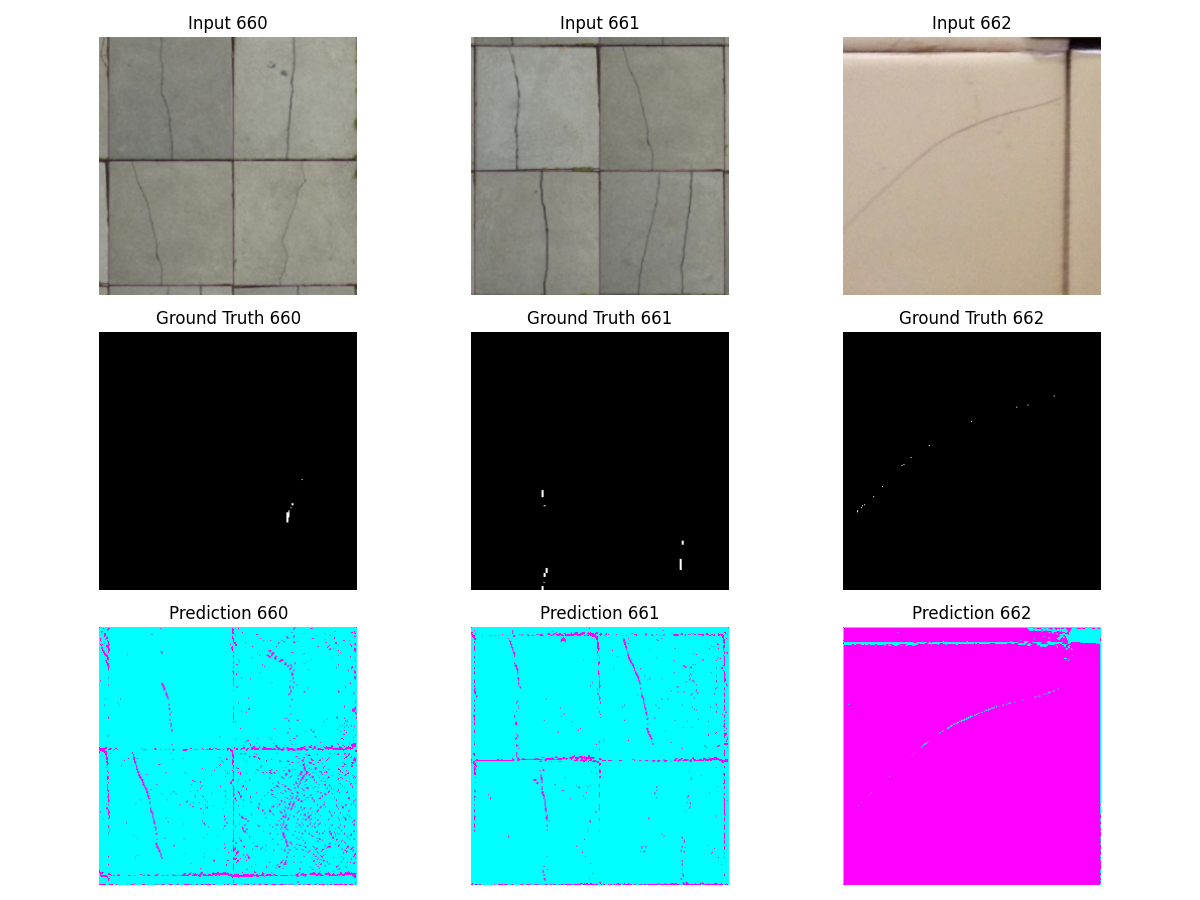 Input 660
Input 661
Input 662
Ground Truth 660
Ground Truth 661
Ground Truth 662
Prediction 660
Prediction 661
Prediction 662